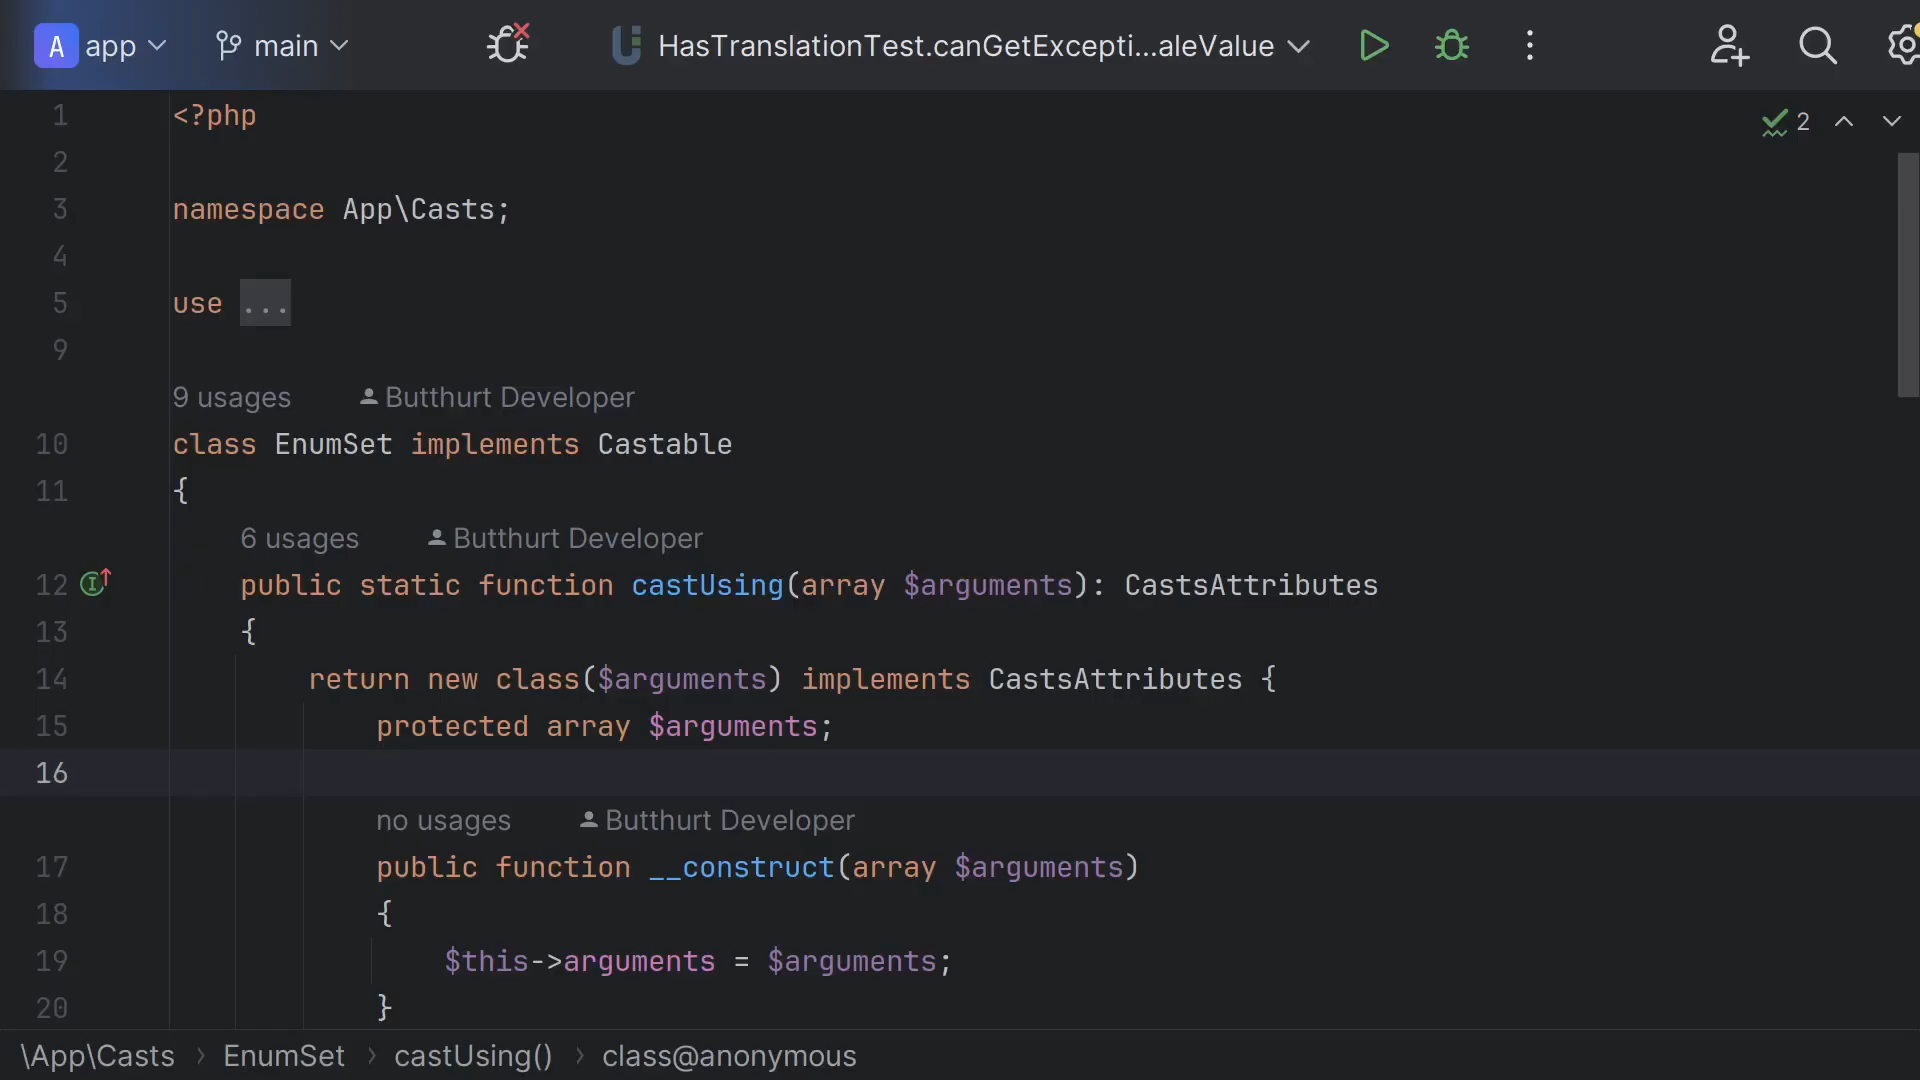 A app main HasTranslationTest.canGetExcepti...aleValue
1 <?php
2
2
3 namespace App\Casts;
4
5 use ...
9
9 usages Butthurt Developer
10 class EnumSet implements Castable
11 {
6 usages Butthurt Developer
12 public static function castUsing(array $arguments): CastsAttributes
13 {
14 return new class($arguments) implements CastsAttributes {
15 protected array $arguments;
16
no usages Butthurt Developer
17 public function __construct(array $arguments)
18 {
19 $this->arguments = $arguments;
20 }
\App\Casts › EnumSet › castUsing() › class@anonymous